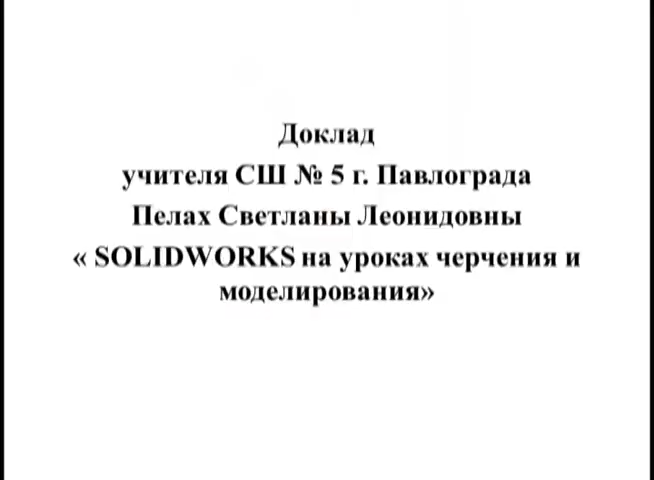 Доклад
учителя СШ № 5 г. Павлограда
Пелах Светланы Леонидовны
« SOLIDWORKS на уроках черчения и
моделирования»